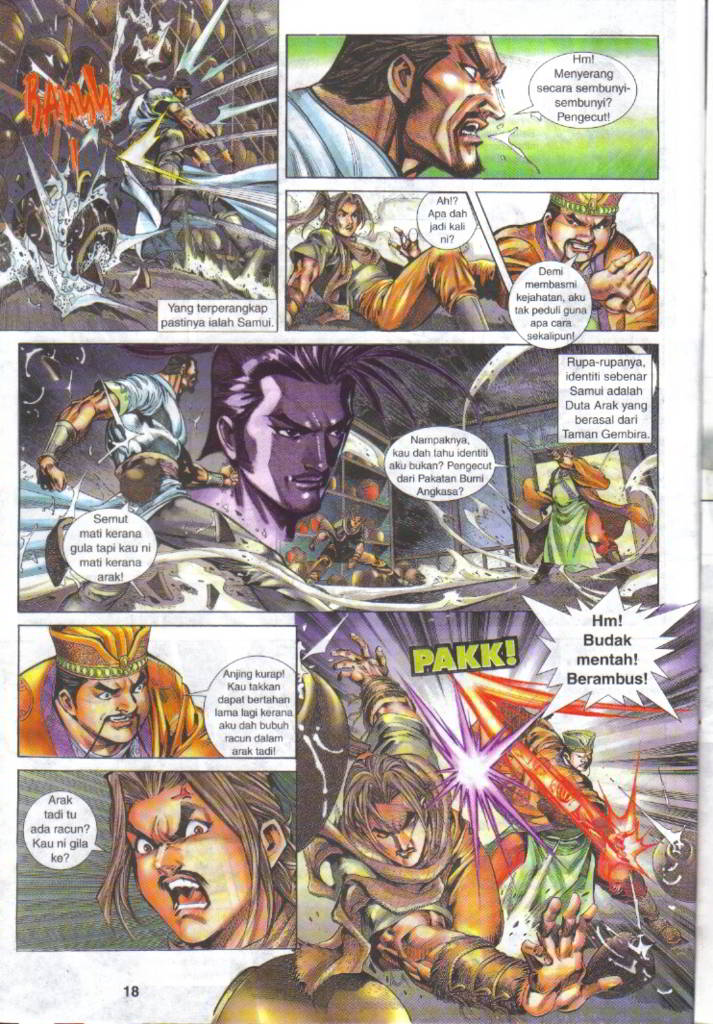 BANNN
!
Yang terperangkap
pastinya ialah Samui.
Hm!
Menyerang
secara sembunyi-
sembunyi?
Pengecut!
Ah!?
Apa dah
jadi kali
ni?
Demi
membasmi
kejahatan, aku
tak peduli guna
apa cara
sekalipun!
Rupa-rupanya,
identiti sebenar
Samui adalah
Duta Arak yang
berasal dari
Taman Gembira.
Nampaknya,
kau dah tahu identiti
aku bukan? Pengecut
dari Pakatan Bumi
Angkasa?
Semut
mati kerana
gula tapi kau ni
mati kerana
arak!
Anjing kurap!
Kau takkan
dapat bertahan
lama lagi kerana
aku dah bubuh
racun dalam
arak tadi!
PAKK!
Hm!
Budak
mentah!
Berambus!
Arak
tadi tu
ada racun?
Kau ni gila
ke?
18